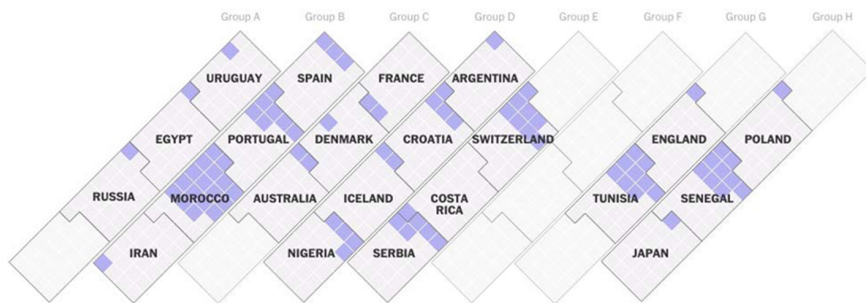 Group A Group B Group C Group D Group E Group F Group G Group H
URUGUAY SPAIN FRANCE ARGENTINA
EGYPT PORTUGAL DENMARK CROATIA SWITZERLAND ENGLAND POLAND
RUSSIA MOROCCO AUSTRALIA ICELAND COSTA
RICA TUNISIA SENEGAL
IRAN NIGERIA SERBIA JAPAN